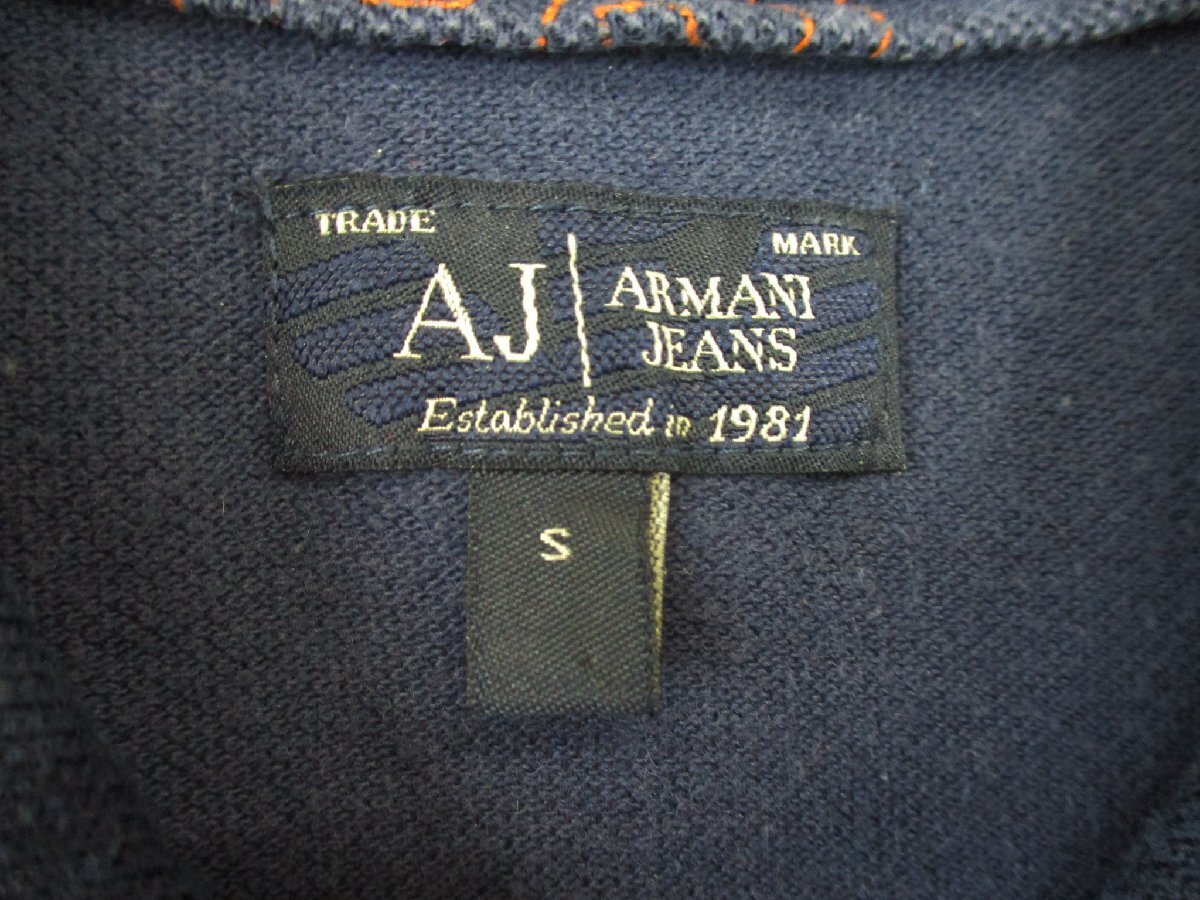 TRADE MARK
AJ ARMANI
JEANS
Established in 1981
S